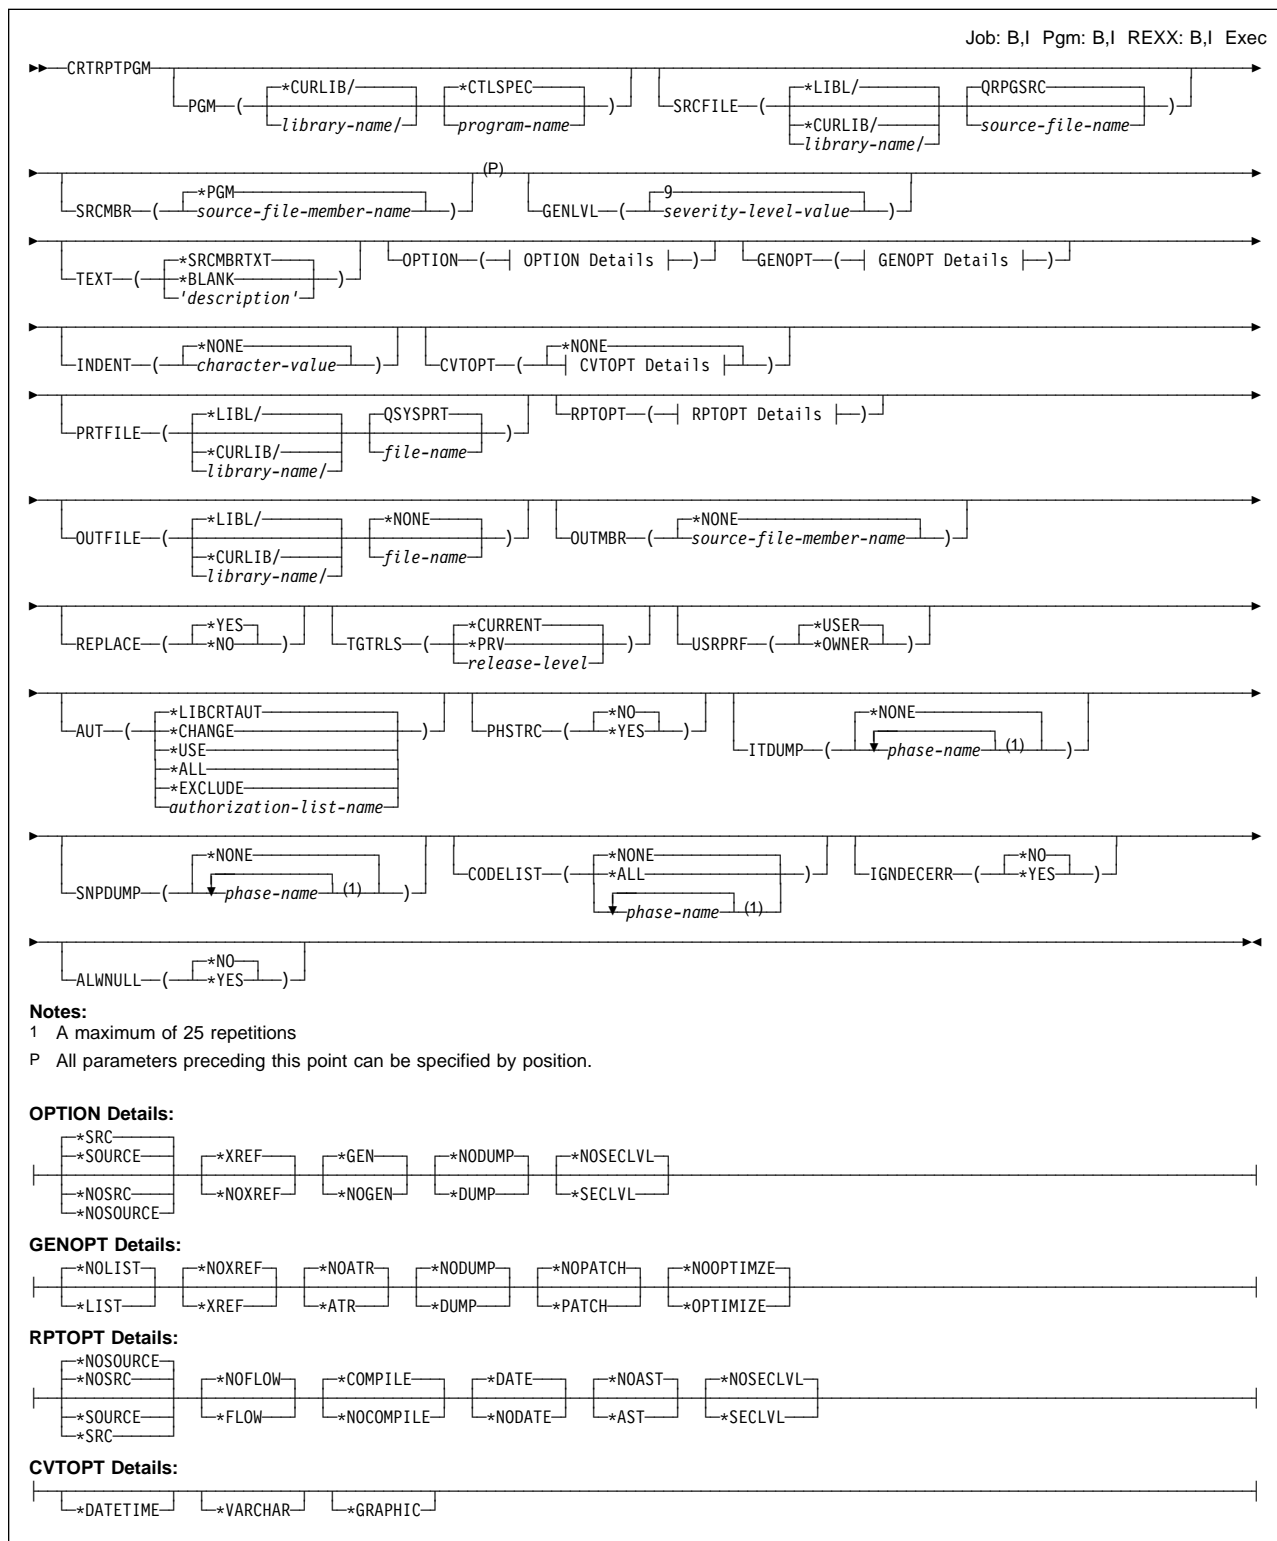 Job: B,I Pgm: B,I REXX: B,I Exec
CRTRPTPGM
*CURLIB/ *CTLSPEC *LIBL/ QRPGSRC
PGM ( ) SRCFILE ( )
library-name/ program-name *CURLIB/ source-file-name
library-name/
(P)
*PGM 9
SRCMBR ( source-file-member-name ) GENLVL ( severity-level-value )
*SRCMBRTXT OPTION ( OPTION Details ) GENOPT ( GENOPT Details )
TEXT ( *BLANK )
'description'
*NONE *NONE
INDENT ( character-value ) CVTOPT ( CVTOPT Details )
*LIBL/ QSYSPRT RPTOPT ( RPTOPT Details )
PRTFILE ( )
*CURLIB/ file-name
library-name/
*LIBL/ *NONE *NONE
OUTFILE ( ) OUTMBR ( source-file-member-name )
*CURLIB/ file-name
library-name/
*YES *CURRENT *USER
REPLACE ( *NO ) TGTRLS ( *PRV ) USRPRF ( *OWNER )
release-level
*LIBCRTAUT *NO *NONE
AUT ( *CHANGE ) PHSTRC ( *YES )
*USE ITDUMP ( phase-name (1) )
*ALL
*EXCLUDE
authorization-list-name
*NONE *NONE *NO
CODELIST ( *ALL ) IGNDECERR ( *YES )
SNPDUMP ( phase-name (1) )
phase-name (1)
*NO
ALWNULL ( *YES )
Notes:
1 A maximum of 25 repetitions
P All parameters preceding this point can be specified by position.
OPTION Details:
*SRC
*SOURCE *XREF *GEN *NODUMP *NOSECLVL
*NOSRC *NOXREF *NOGEN *DUMP *SECLVL
*NOSOURCE
GENOPT Details:
*NOLIST *NOXREF *NOATR *NODUMP *NOPATCH *NOOPTIMZE
*LIST *XREF *ATR *DUMP *PATCH *OPTIMIZE
RPTOPT Details:
*NOSOURCE
*NOSRC *NOFLOW *COMPILE *DATE *NOAST *NOSECLVL
*SOURCE *FLOW *NOCOMPILE *NODATE *AST *SECLVL
*SRC
CVTOPT Details:
*DATETIME *VARCHAR *GRAPHIC